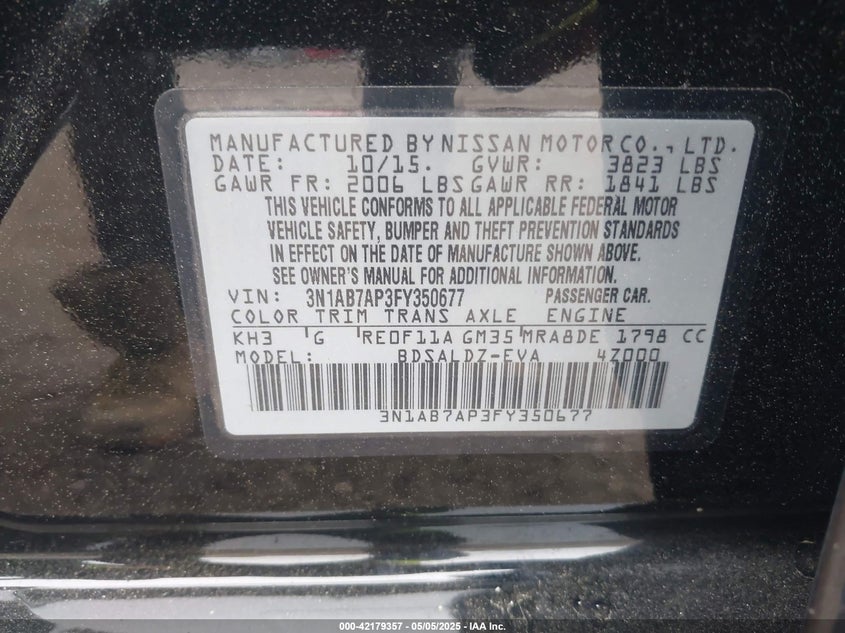 MANUFACTURED BY NISSAN MOTOR CO., LTD.
DATE: 10/15. GVWR: 3823 LBS
GAWR FR: 2006 LBS GAWR RR: 1841 LBS
THIS VEHICLE CONFORMS TO ALL APPLICABLE FEDERAL MOTOR
VEHICLE SAFETY, BUMPER AND THEFT PREVENTION STANDARDS
IN EFFECT ON THE DATE OF MANUFACTURE SHOWN ABOVE.
SEE OWNER'S MANUAL FOR ADDITIONAL INFORMATION.
VIN: 3N1AB7AP3FY350677 PASSENGER CAR.
COLOR TRIM TRANS AXLE ENGINE
KH3 G RE0F11A GM35 MRA8DE 1798 CC
MODEL: BDSALDZ-EVA 4Z000
3N1AB7AP3FY350677
000-42179357 - 05/05/2025 - IAA Inc.